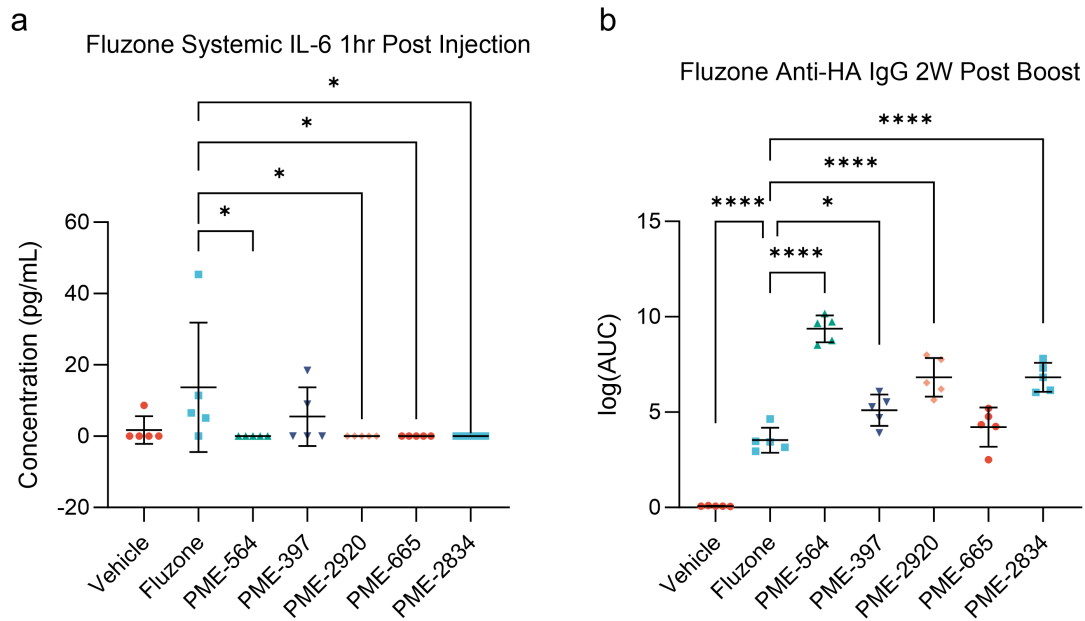 a
Fluzone Systemic IL-6 1hr Post Injection
*
*
*
*
60
40
20
0
-20
Concentration (pg/mL)
Vehicle
Fluzone
PME-564
PME-397
PME-2920
PME-665
PME-2834
b
Fluzone Anti-HA IgG 2W Post Boost
****
****
**** *
****
15
10
5
0
log(AUC)
Vehicle
Fluzone
PME-564
PME-397
PME-2920
PME-665
PME-2834